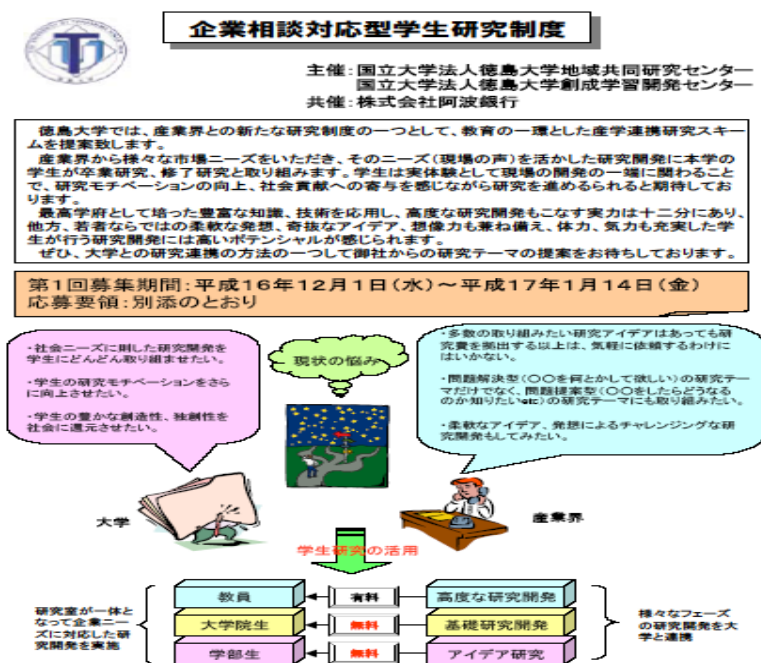 企業相談対応型学生研究制度
主催:国立大学法人徳島大学地域共同研究センター
国立大学法人徳島大学創成学習開発センター
共催:株式会社阿波銀行
徳島大学では、産業界との新たな研究制度の一つとして、教育の一環とした産学連携研究スキー
ムを提案致します。
産業界から様々な市場ニーズをいただき、そのニーズ(現場の声)を活かした研究開発に本学の
学生が卒業研究、修了研究と取り組みます。学生は実体験として現場の開発の一端に関わること
で、研究モチベーションの向上、社会貢献への寄与を感じながら研究を進められると期待してお
ります。
最高学府として培った豊富な知識、技術を応用し、高度な研究開発もこなす実力は十二分にあり、
他方、若者ならではの柔軟な発想、奇抜なアイデア、想像力も兼ね備え、体力、気力も充実した学
生が行う研究開発には高いポテンシャルが感じられます。
ぜひ、大学との研究連携の方法の一つして御社からの研究テーマの提案をお待ちしております。
第1回募集期間:平成16年12月1日(水)~平成17年1月14日(金)
応募要領:別添のとおり
・社会ニーズに則した研究開発を
学生にどんどん取り組ませたい。
・学生の研究モチベーションをさら
に向上させたい。
・学生の豊かな創造性、独創性を
社会に還元させたい。
現状の悩み
・多数の取り組みたい研究アイデアはあっても研
究費を拠出する以上は、気軽に依頼するわけに
はいかない。
・問題解決型(〇〇を何とかして欲しい)の研究テー
マだけでなく、問題提案型(〇〇をしたらどうなる
のか知りたいetc)の研究テーマにも取り組みたい。
・柔軟なアイデア、発想によるチャレンジングな研
究開発もしてみたい。
大学
産業界
学生研究の活用
研究室が一体と
なって企業ニー
ズに対応した研
究開発を実施
教員
有料
高度な研究開発
大学院生
無料
基礎研究開発
学部生
無料
アイデア研究
様々なフェーズ
の研究開発を大
学と連携